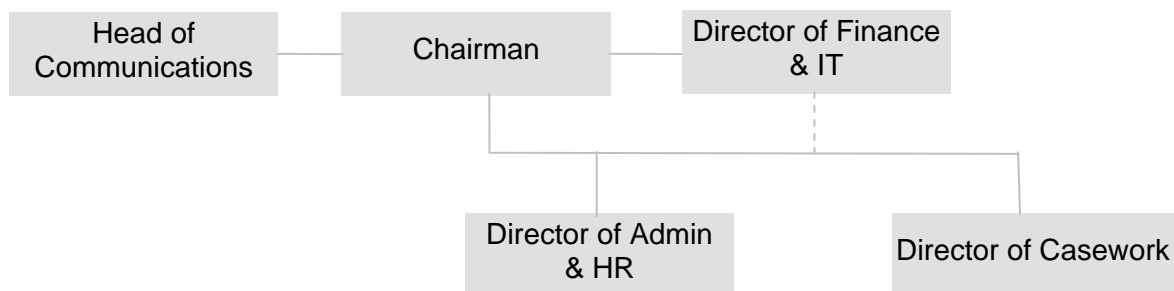 Head of
Communications
Chairman
Director of Finance
& IT
Director of Admin
& HR
Director of Casework